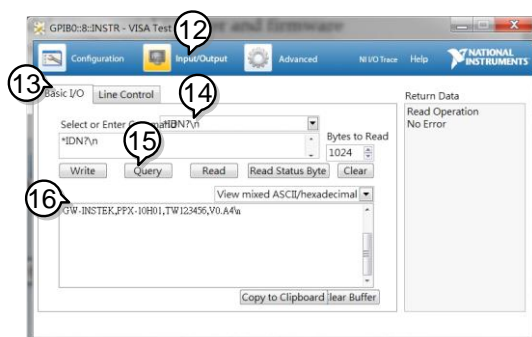 GPIB0::8::INSTR - VISA Test er and firmware
12
Configuration Input/Output Advanced NI I/O Trace Help NATIONAL INSTRUMENTS
13
Basic I/O Line Control
14
Return Data
Read Operation
No Error
Select or Enter Command *IDN?\n
15
Bytes to Read
*IDN?\n
1024
Write Query Read Read Status Byte Clear
16
View mixed ASCII/hexadecimal
GW-INSTEK,PPX-10H01,TW123456,V0.A4\n
Copy to Clipboard Clear Buffer